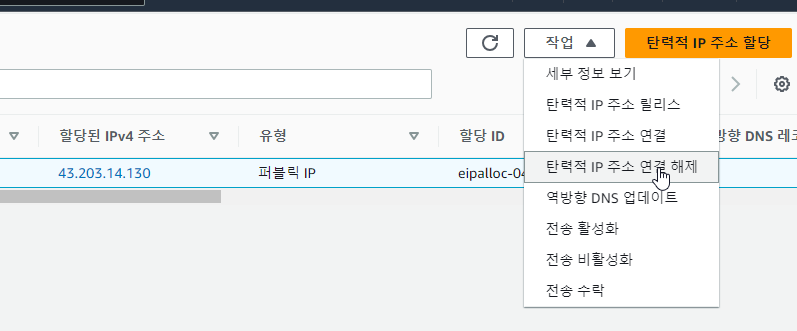 작업
탄력적 IP 주소 할당
세부 정보 보기
탄력적 IP 주소 릴리스
탄력적 IP 주소 연결
탄력적 IP 주소 연결 해제
역방향 DNS 업데이트
전송 활성화
전송 비활성화
전송 수락
할당된 IPv4 주소 유형 할당 ID DNS
43.203.14.130 퍼블릭 IP